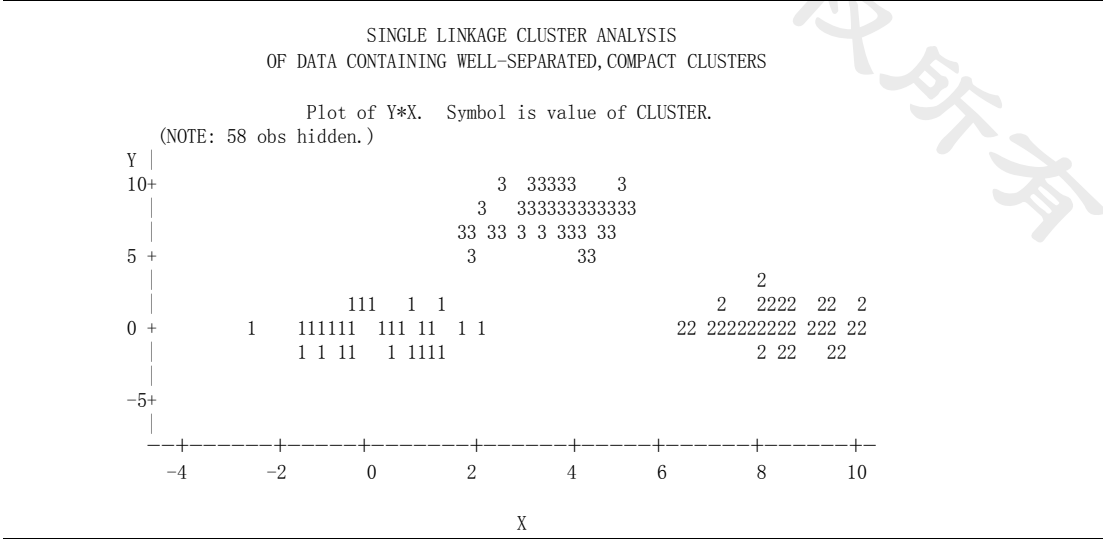 SINGLE LINKAGE CLUSTER ANALYSIS
OF DATA CONTAINING WELL-SEPARATED,COMPACT CLUSTERS
Plot of Y*X. Symbol is value of CLUSTER.
(NOTE: 58 obs hidden.)
Y |
10+ 3 33333 3
| 3 333333333333
| 33 33 3 3 333 33
5 + 3 33
| 2
| 111 1 1 2 2222 22 2
0 + 1 111111 111 11 1 1 22 222222222 222 22
| 1 1 11 1 1111 2 22 22
|
-5+
|
--+-------+-------+-------+-------+-------+-------+-------+-
-4 -2 0 2 4 6 8 10
X
权所有